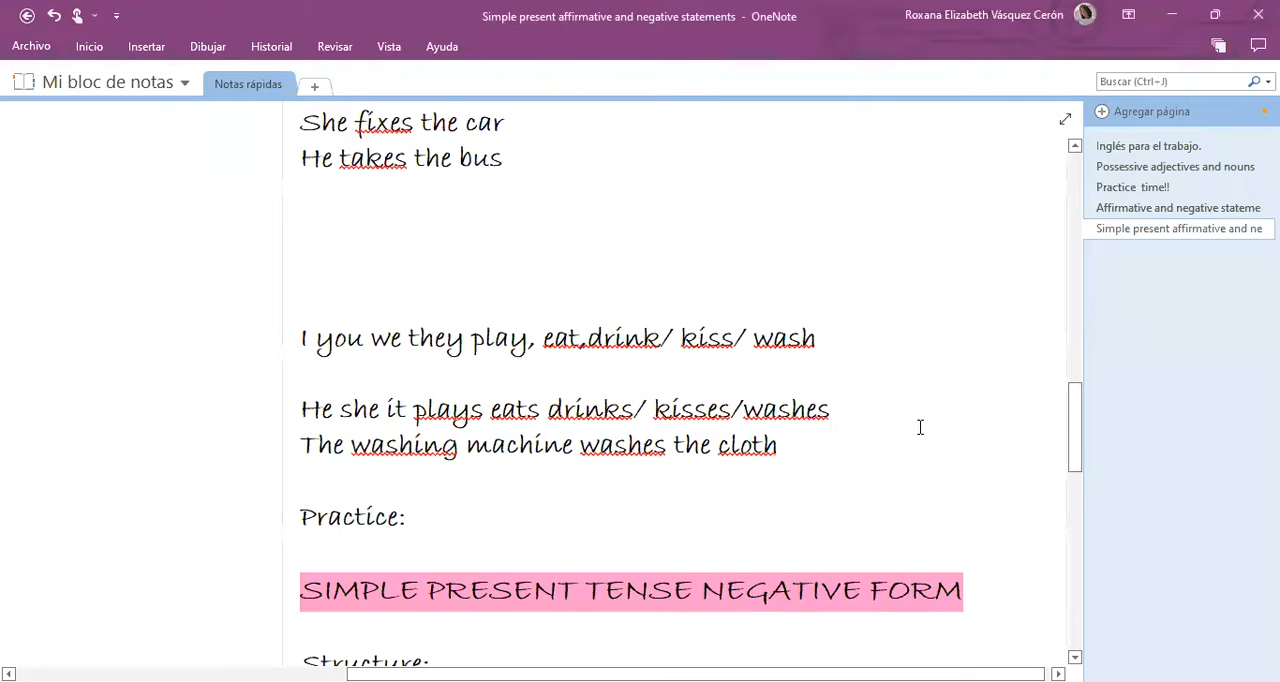 Simple present affirmative and negative statements - OneNote
Roxana Elizabeth Vásquez Cerón
Archivo Inicio Insertar Dibujar Historial Revisar Vista Ayuda
Mi bloc de notas Notas rápidas +
Buscar (Ctrl+J)
Agregar página
Inglés para el trabajo.
Possessive adjectives and nouns
Practice time!!
Affirmative and negative stateme
Simple present affirmative and ne
She fixes the car
He takes the bus
I you we they play, eat,drink/ kiss/ wash
He she it plays eats drinks/ kisses/washes
The washing machine washes the cloth
Practice:
SIMPLE PRESENT TENSE NEGATIVE FORM
Structure: